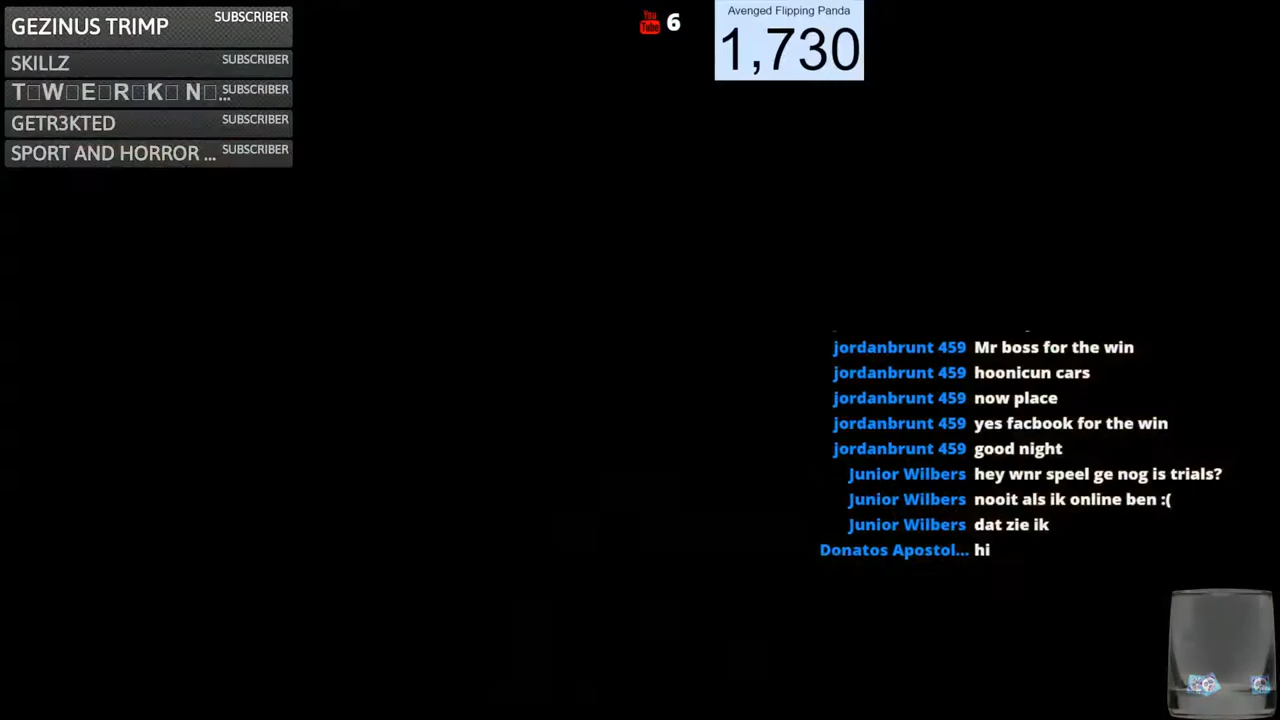 GEZINUS TRIMP SUBSCRIBER
SKILLZ SUBSCRIBER
T□W□E□R□K□ N□... SUBSCRIBER
GETR3KTED SUBSCRIBER
SPORT AND HORROR ... SUBSCRIBER
You Tube 6
Avenged Flipping Panda
1,730
jordanbrunt 459 Mr boss for the win
jordanbrunt 459 hoonicun cars
jordanbrunt 459 now place
jordanbrunt 459 yes facbook for the win
jordanbrunt 459 good night
Junior Wilbers hey wnr speel ge nog is trials?
Junior Wilbers nooit als ik online ben :(
Junior Wilbers dat zie ik
Donatos Apostol... hi